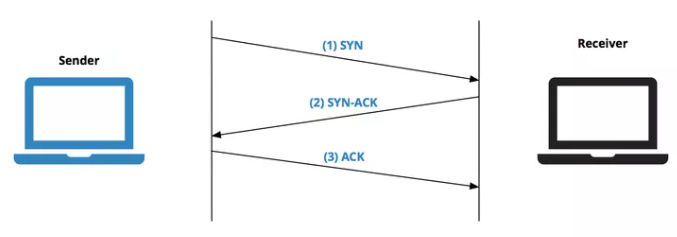 Sender
Receiver
(1) SYN
(2) SYN-ACK
(3) ACK